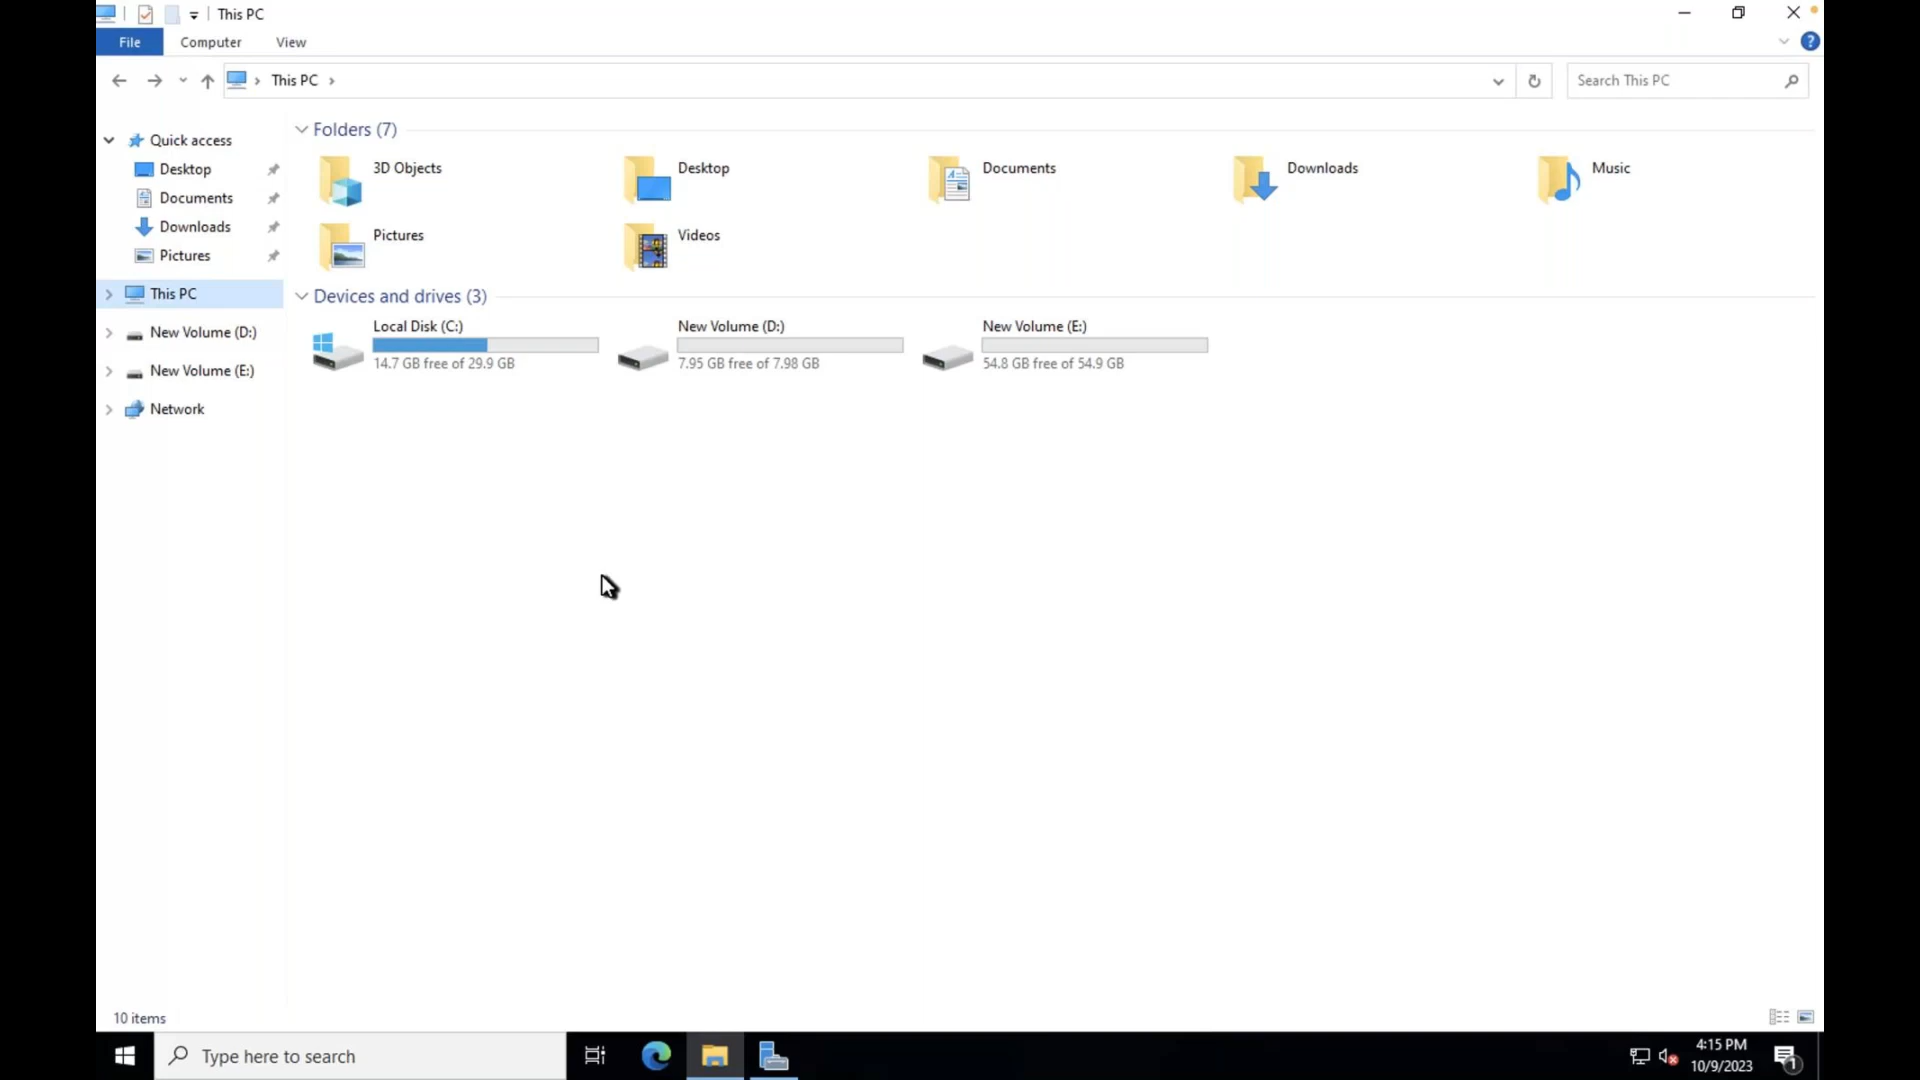 This PC
File Computer View
This PC
Search This PC
Quick access
Desktop
Documents
Downloads
Pictures
This PC
New Volume (D:)
New Volume (E:)
Network
Folders (7)
3D Objects
Desktop
Documents
Downloads
Music
Pictures
Videos
Devices and drives (3)
Local Disk (C:)
14.7 GB free of 29.9 GB
New Volume (D:)
7.95 GB free of 7.98 GB
New Volume (E:)
54.8 GB free of 54.9 GB
10 items
Type here to search
4:15 PM
10/9/2023
1